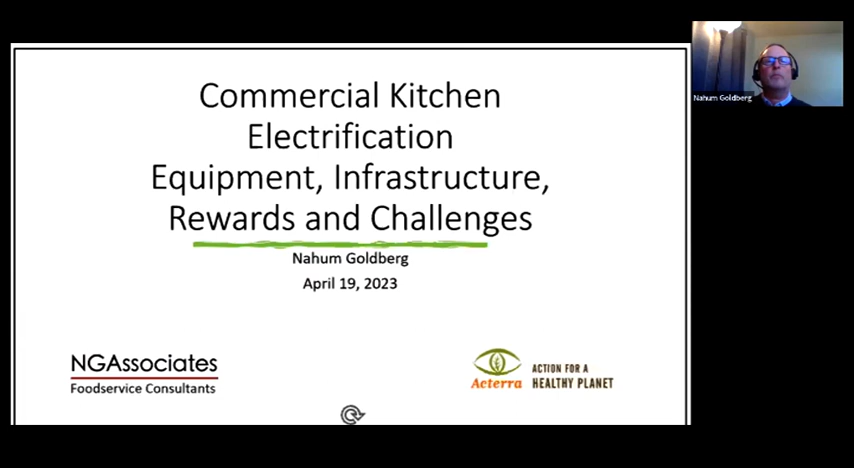 Commercial Kitchen
Electrification
Equipment, Infrastructure,
Rewards and Challenges
Nahum Goldberg
April 19, 2023
NGAssociates
Foodservice Consultants
Acterra
ACTION FOR A
HEALTHY PLANET
Nahum Goldberg